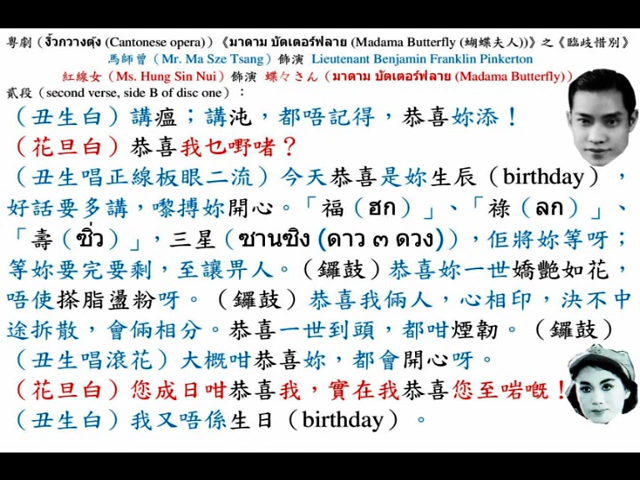 粵劇（งิ้วกวางตุ้ง (Cantonese opera)）《มาดาม บัตเตอร์ฟลาย (Madama Butterfly (蝴蝶夫人))》之《臨歧惜別》
馬師曾（Mr. Ma Sze Tsang）飾演 Lieutenant Benjamin Franklin Pinkerton
紅線女（Ms. Hung Sin Nui）飾演 蝶々さん（มาดาม บัตเตอร์ฟลาย (Madama Butterfly)）
貳段（second verse, side B of disc one）：
（丑生白）講瘟；講沌，都唔記得，恭喜妳添！
（花旦白）恭喜我乜嘢啫？
（丑生唱正線板眼二流）今天恭喜是妳生辰（birthday），
好話要多講，嚟搏妳開心。「福（ฮก）」、「祿（ลก）」、
「壽（ซิ่ว）」，三星（ซานซิง (ดาว ๓ ดวง)），佢將妳等呀；
等妳要完要剩，至讓畀人。（鑼鼓）恭喜妳一世嬌艷如花，
唔使搽脂盪粉呀。（鑼鼓）恭喜我倆人，心相印，決不中
途拆散，會倆相分。恭喜一世到頭，都咁煙韌。（鑼鼓）
（丑生唱滾花）大概咁恭喜妳，都會開心呀。
（花旦白）您成日咁恭喜我，實在我恭喜您至啱嘅！
（丑生白）我又唔係生日（birthday）。